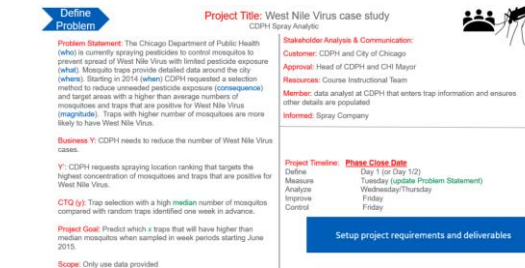 Define
Problem
Project Title: West Nile Virus case study
CDPH Spray Analytic
Problem Statement: The Chicago Department of Public Health
(who) is currently spraying pesticides to control mosquitos to
prevent spread of West Nile with limited pesticide exposure
(what). Mosquito traps provide detailed data around the city
(where). Starting in 2014 (when) CDPH requested a selection
method to reduce unneeded pesticide exposure (consequence)
and target areas with a higher than average numbers of
mosquitoes and traps that are positive for West Nile Virus
(magnitude). Traps with higher number of mosquitoes are more
likely to have West Nile Virus.
Business Y: CDPH needs to reduce the number of West Nile Virus
cases.
Y': CDPH requests spraying location ranking that targets the
highest concentration of mosquitoes and traps that are positive for
West Nile Virus.
CTQ (y): Trap selection with a high median number of mosquitos
compared with random traps identified one week in advance.
Project Goal: Predict which x traps that will have higher than
median mosquitos when sampled in week periods starting June
2015.
Scope: Only use data provided
Stakeholder Analysis & Communication:
Customer: CDPH and City of Chicago
Approval: Head of CDPH and CHI Mayor
Resources: Course Instructional Team
Member: data analyst at CDPH that enters trap information and ensures
other details are populated
Informed: Spray Company
Project Timeline: Phase Close Date
Define Day 1 (or Day 1/2)
Measure Tuesday (update Problem Statement)
Analyze Wednesday/Thursday
Improve Friday
Control Friday
Setup project requirements and deliverables